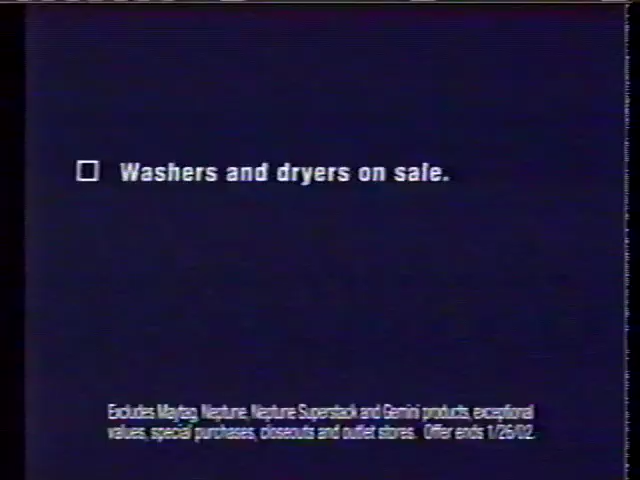 Washers and dryers on sale.
Excludes Maytag, Neptune, Neptune Superstack and Gemini products, exceptional
values, special purchases, closeouts and outlet stores. Offer ends 1/26/02.